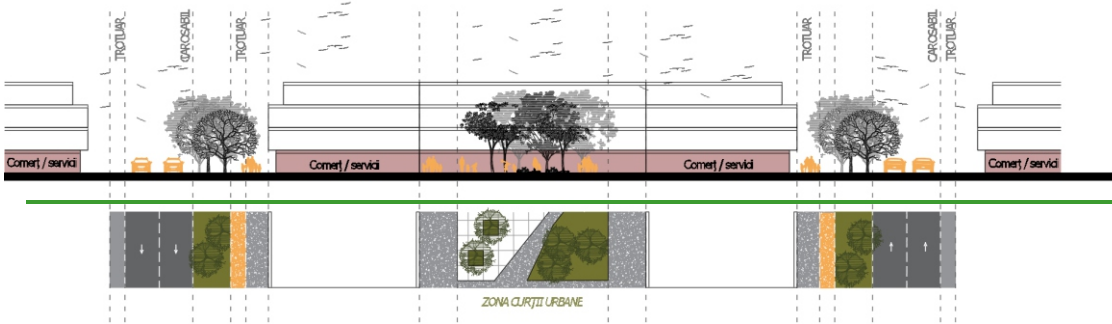 TROTUAR
CAROSABIL
TROTUAR
TROTUAR
CAROSABIL
TROTUAR
Comerț / servicii
Comerț / servicii
Comerț / servicii
Comerț / servicii
ZONA CURȚII URBANE